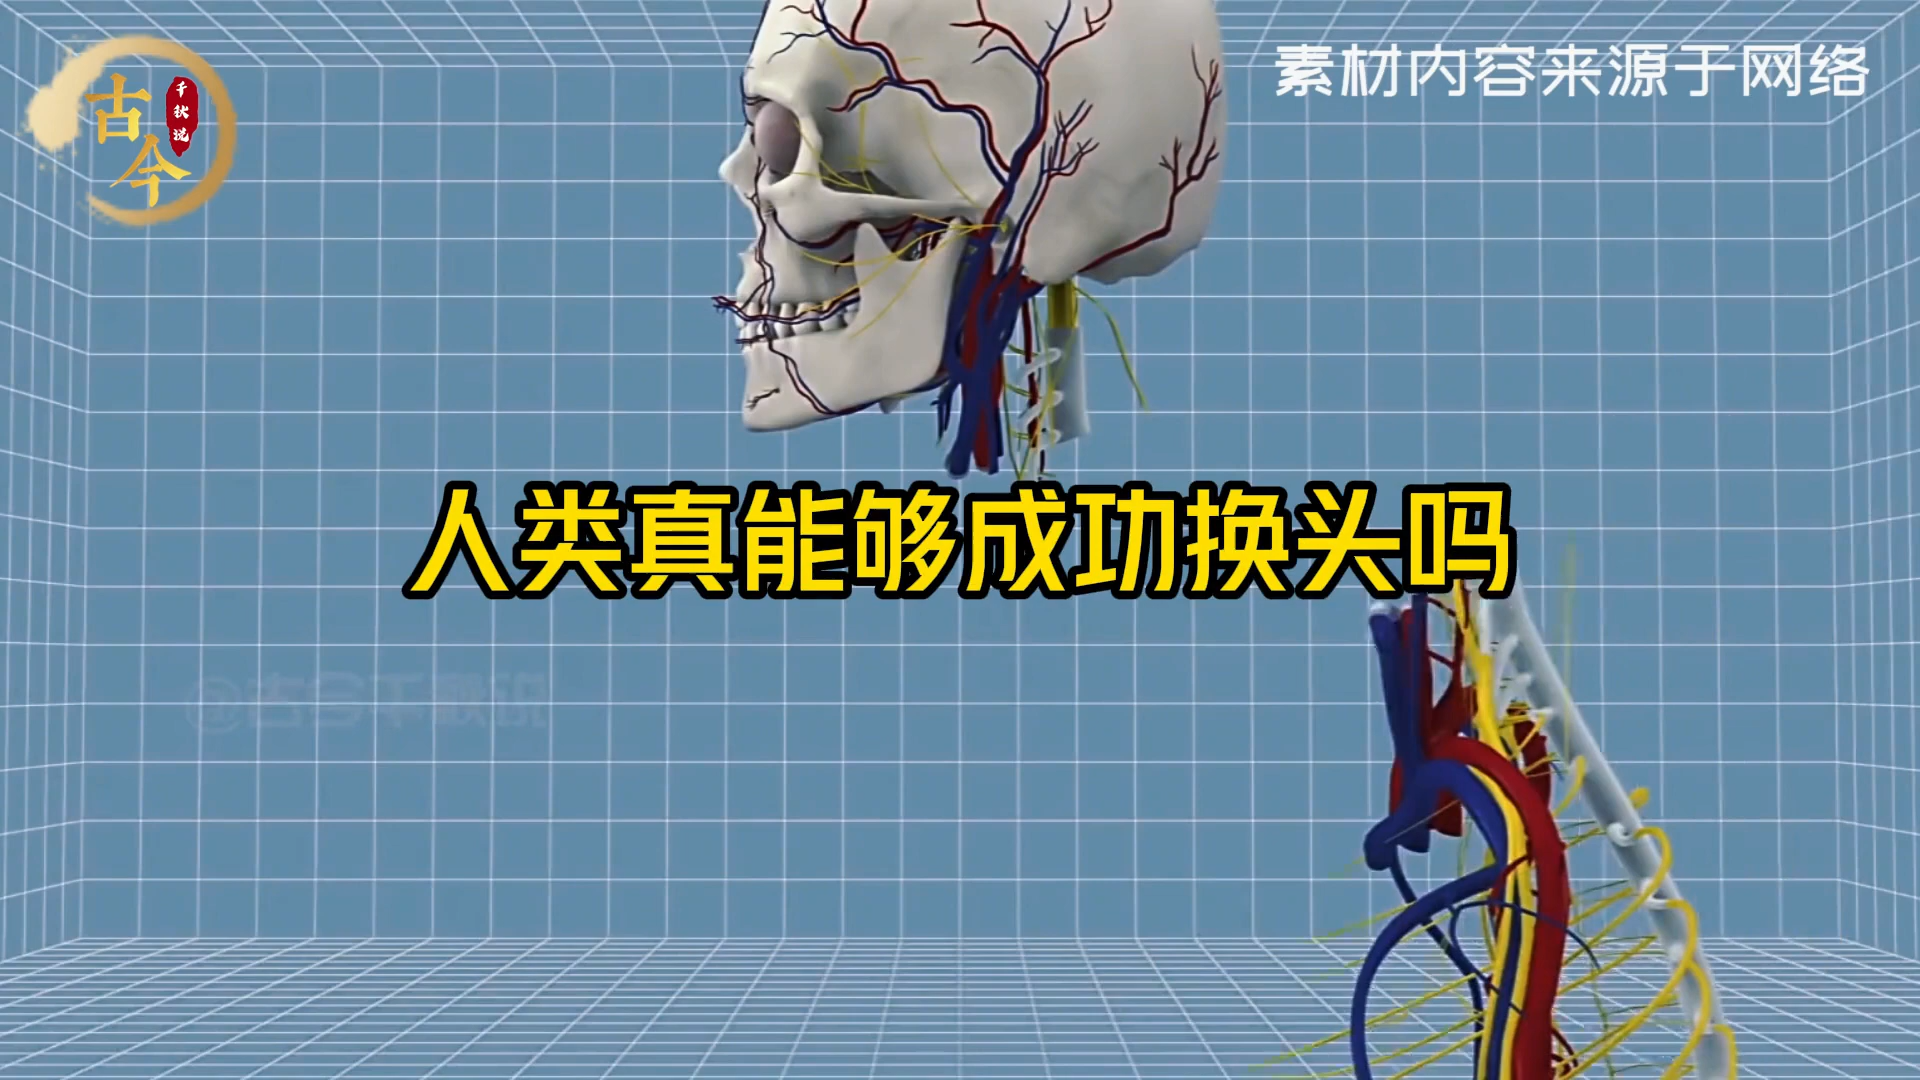 古今
千秋说
素材内容来源于网络
人类真能够成功换头吗
@古今千秋说